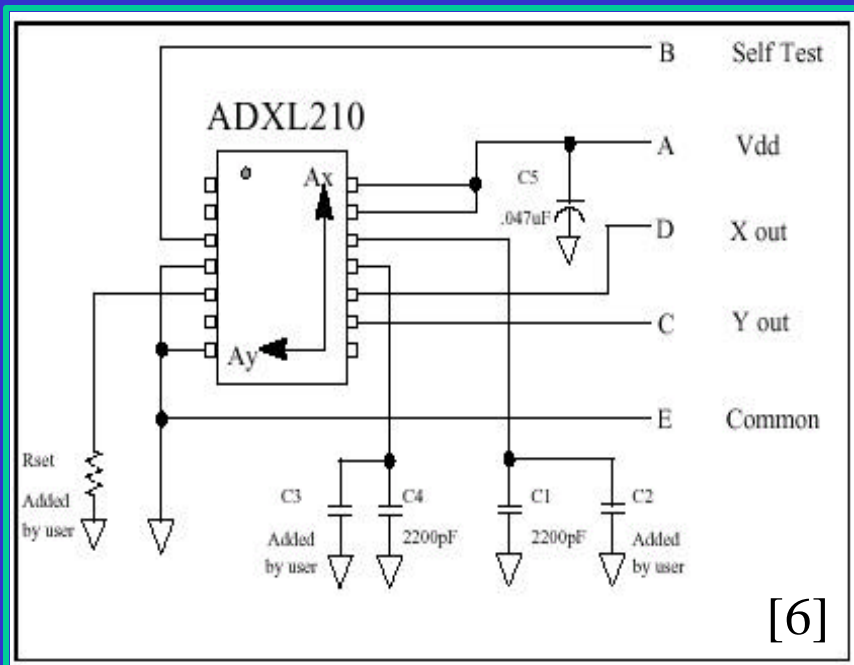 B Self Test
ADXL210
A Vdd
Ax
C5
.047uF
D X out
C Y out
Ay
E Common
Rset
Added
by user
C3
Added
by user
C4
2200pF
C1
2200pF
C2
Added
by user
[6]